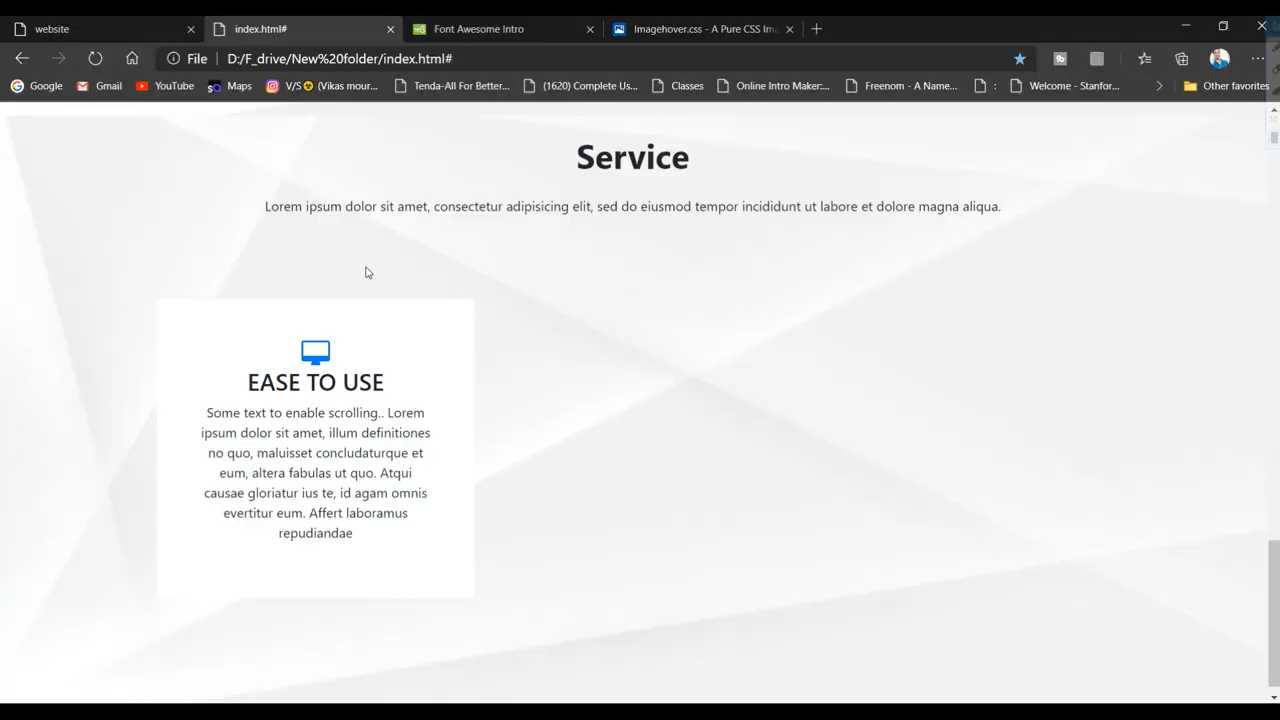 website
index.html#
Font Awesome Intro
Imagehover.css - A Pure CSS Im
File
D:/F_drive/New%20folder/index.html#
Google
Gmail
YouTube
Maps
V/S (Vikas mour...
Tenda-All For Better...
(1620) Complete Us...
Classes
Online Intro Maker:...
Freenom - A Name...
:
Welcome - Stanfor...
Other favorites
Service
Lorem ipsum dolor sit amet, consectetur adipisicing elit, sed do eiusmod tempor incididunt ut labore et dolore magna aliqua.
EASE TO USE
Some text to enable scrolling.. Lorem
ipsum dolor sit amet, illum definitiones
no quo, maluisset concludaturque et
eum, altera fabulas ut quo. Atqui
causae gloriatur ius te, id agam omnis
evertitur eum. Affert laboramus
repudiandae